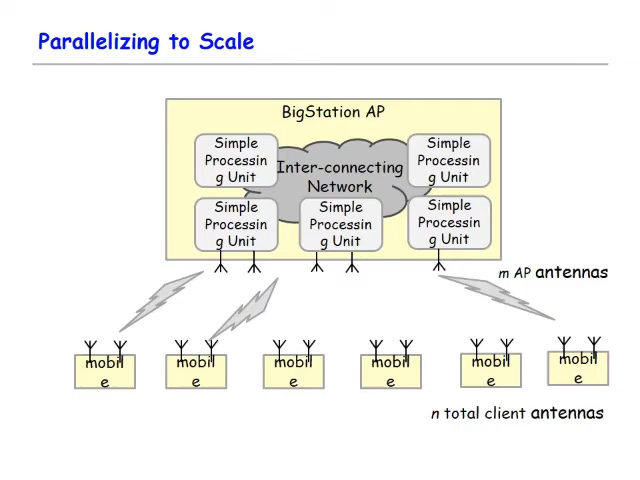 Parallelizing to Scale
BigStation AP
Simple
Processin
g Unit
Inter-connecting
Network
Simple
Processin
g Unit
Simple
Processin
g Unit
Simple
Processin
g Unit
Simple
Processin
g Unit
m AP antennas
mobil
e
mobil
e
mobil
e
mobil
e
mobil
e
mobil
e
n total client antennas